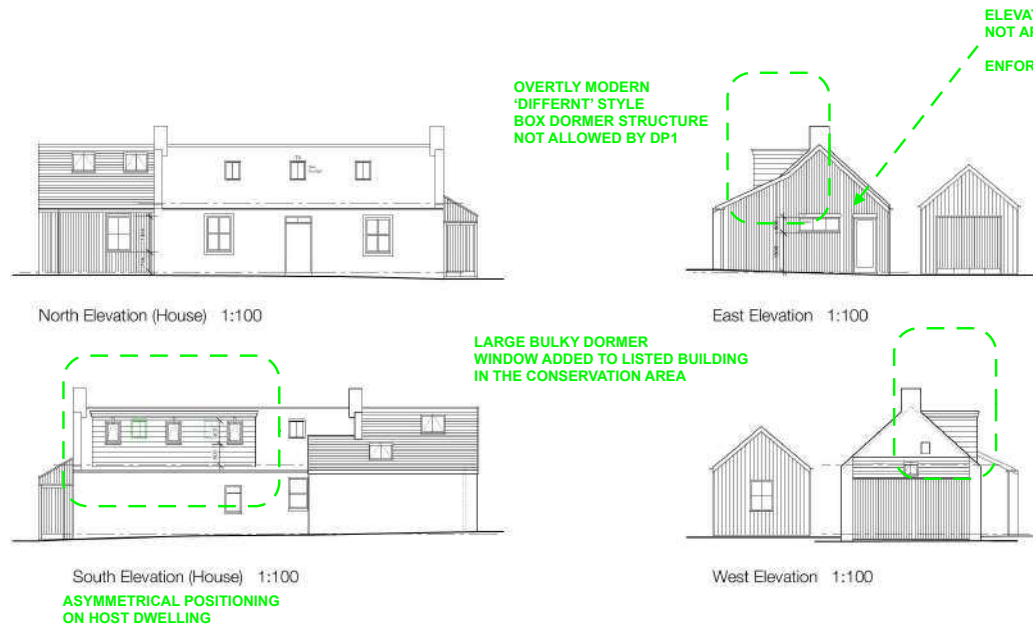 ELEVAT
NOT AP
ENFOR
OVERTLY MODERN
‘DIFFERNT’ STYLE
BOX DORMER STRUCTURE
NOT ALLOWED BY DP1
North Elevation (House) 1:100
East Elevation 1:100
LARGE BULKY DORMER
WINDOW ADDED TO LISTED BUILDING
IN THE CONSERVATION AREA
South Elevation (House) 1:100
West Elevation 1:100
ASYMMETRICAL POSITIONING
ON HOST DWELLING